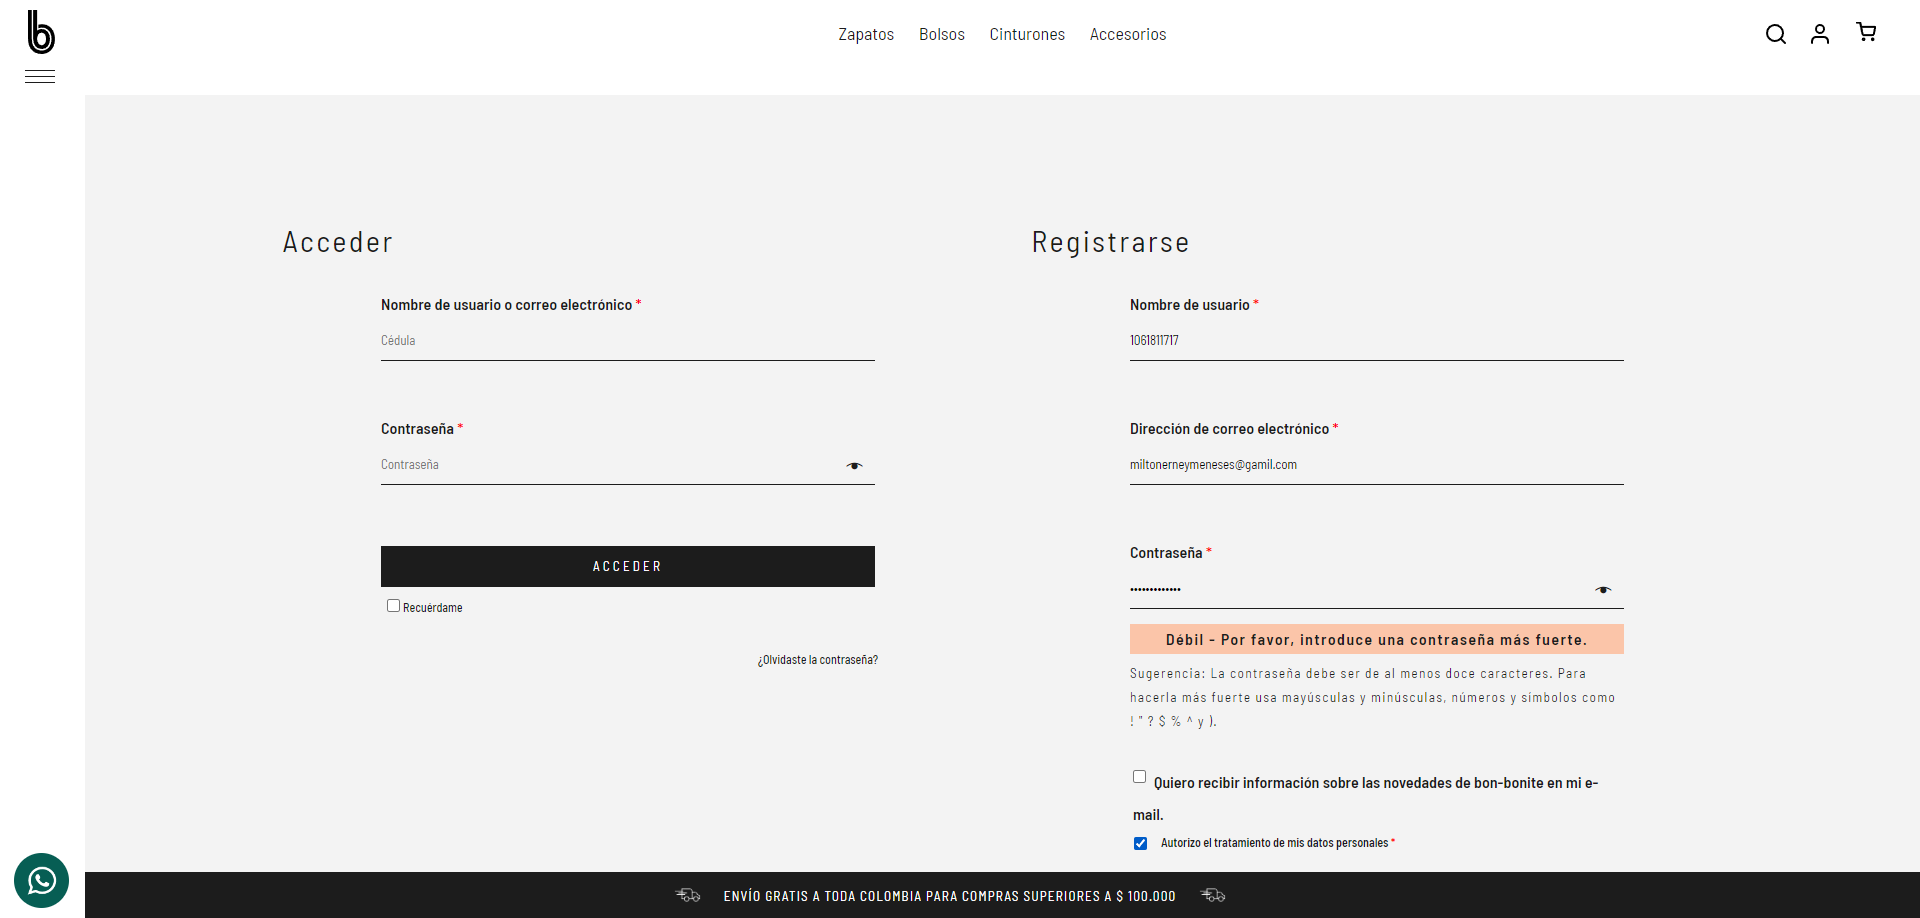 b
Zapatos Bolsos Cinturones Accesorios
Acceder
Nombre de usuario o correo electrónico *
Cédula
Contraseña *
Contraseña
ACCEDER
Recuérdame
¿Olvidaste la contraseña?
Registrarse
Nombre de usuario *
1061811717
Dirección de correo electrónico *
miltonerneymeneses@gamil.com
Contraseña *
•••••••••••••
Débil - Por favor, introduce una contraseña más fuerte.
Sugerencia: La contraseña debe ser de al menos doce caracteres. Para
hacerla más fuerte usa mayúsculas y minúsculas, números y símbolos como
! " ? $ % ^ y ).
Quiero recibir información sobre las novedades de bon-bonite en mi e-
mail.
Autorizo el tratamiento de mis datos personales *
ENVÍO GRATIS A TODA COLOMBIA PARA COMPRAS SUPERIORES A $ 100.000